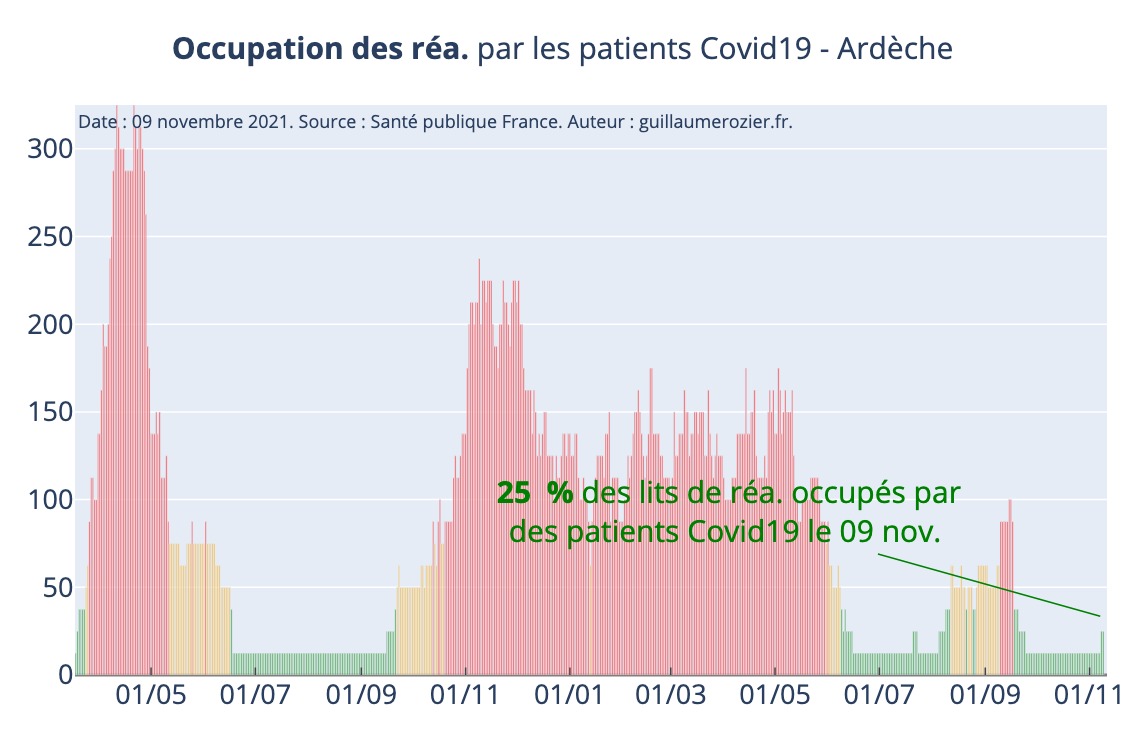 Occupation des réa. par les patients Covid19 - Ardèche
Date : 09 novembre 2021. Source : Santé publique France. Auteur : guillaumerozier.fr.
300
250
200
150
100
50
0
25 % des lits de réa. occupés par
des patients Covid19 le 09 nov.
01/05 01/07 01/09 01/11 01/01 01/03 01/05 01/07 01/09 01/11